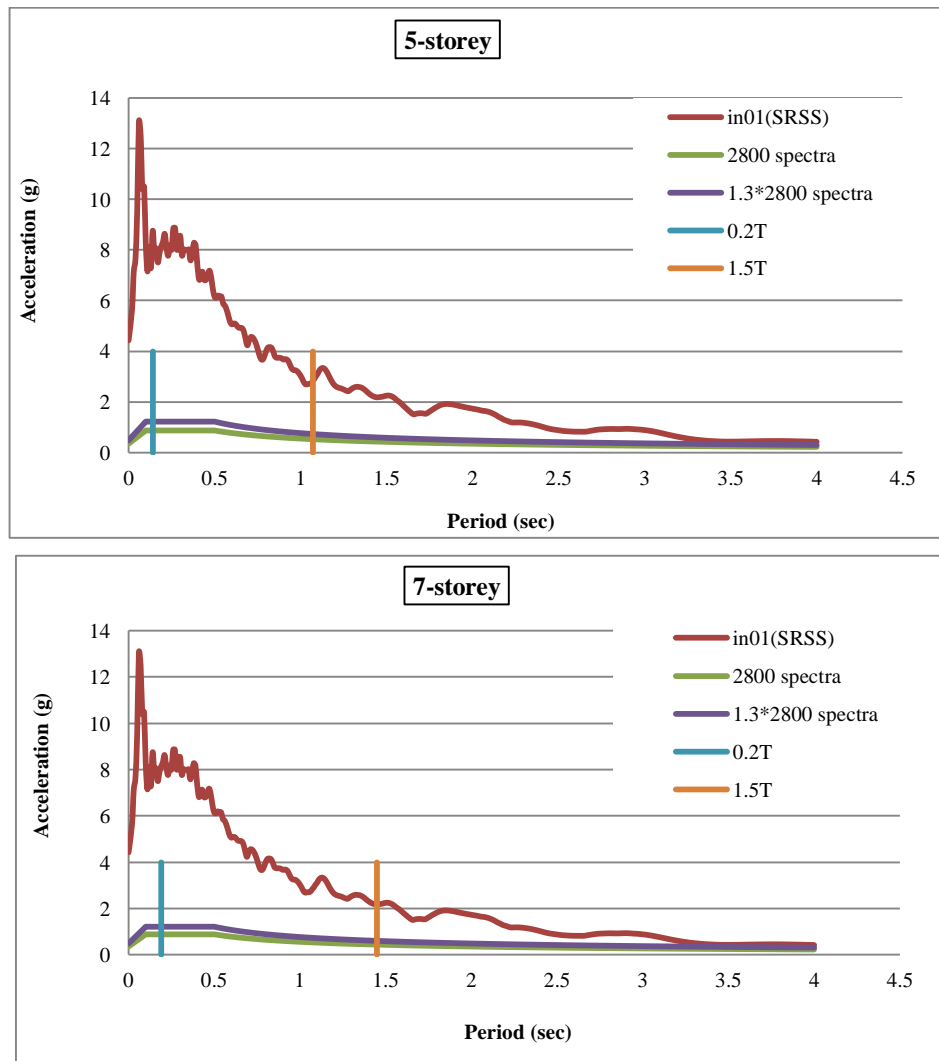 5-storey
Acceleration (g)
14
12
10
8
6
4
2
0
in01(SRSS)
2800 spectra
1.3*2800 spectra
0.2T
1.5T
0 0.5 1 1.5 2 2.5 3 3.5 4 4.5
Period (sec)
7-storey
Acceleration (g)
14
12
10
8
6
4
2
0
in01(SRSS)
2800 spectra
1.3*2800 spectra
0.2T
1.5T
0 0.5 1 1.5 2 2.5 3 3.5 4 4.5
Period (sec)